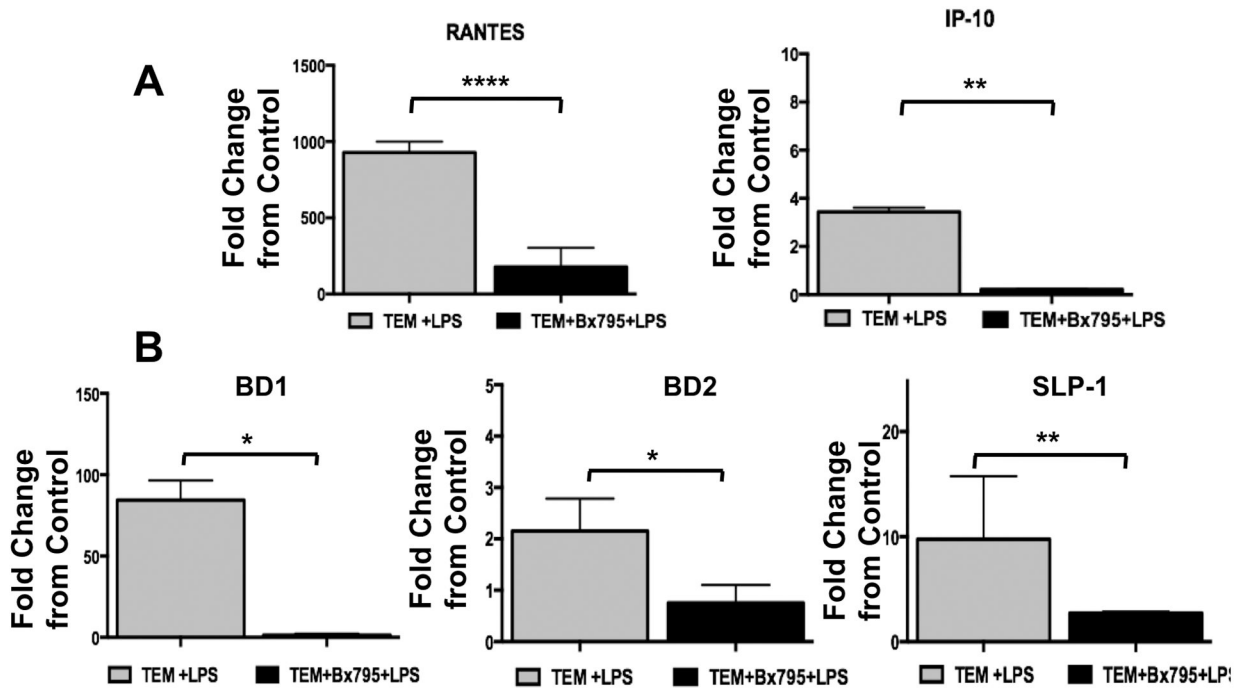 A
RANTES
Fold Change
from Control
1500
1000
500
0
****
TEM +LPS
TEM+Bx795+LPS
IP-10
Fold Change
from Control
10
8
6
4
2
0
**
TEM +LPS
TEM+Bx795+LPS
B
BD1
Fold Change
from Control
150
100
50
0
*
TEM +LPS
TEM+Bx795+LPS
BD2
Fold Change
from Control
5
4
3
2
1
0
*
TEM +LPS
TEM+Bx795+LPS
SLP-1
Fold Change
from Control
20
10
0
**
TEM +LPS
TEM+Bx795+LPS